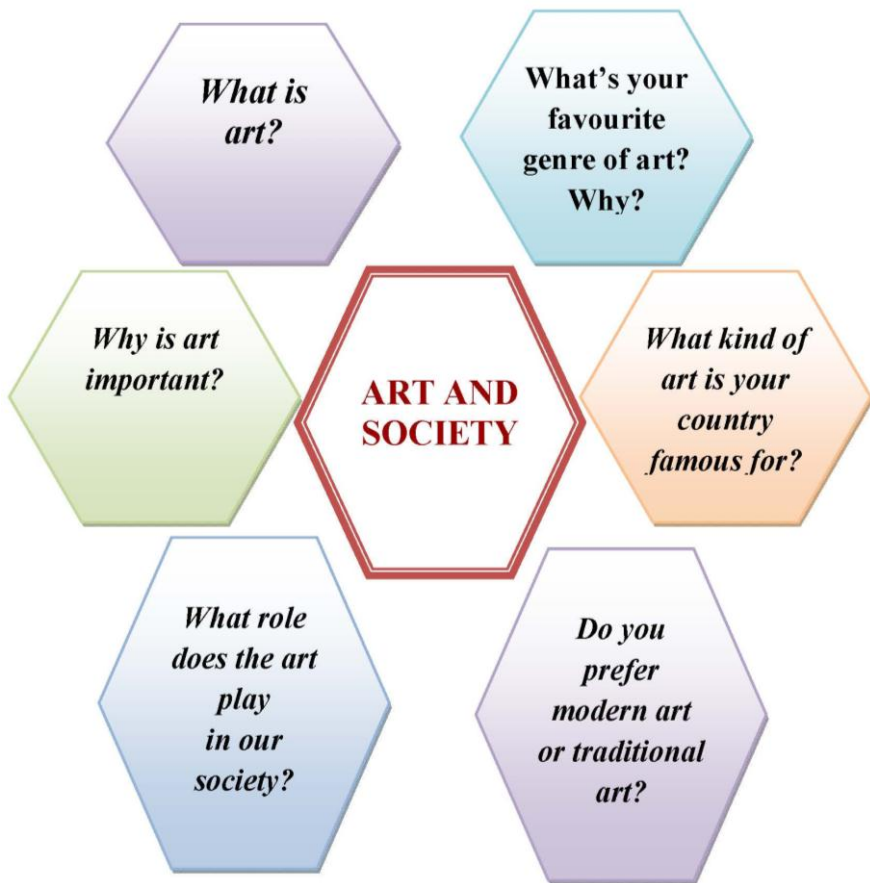 What is
art?
What's your
favourite
genre of art?
Why?
Why is art
important?
ART AND
SOCIETY
What kind of
art is your
country
famous for?
What role
does the art
play
in our
society?
Do you
prefer
modern art
or traditional
art?